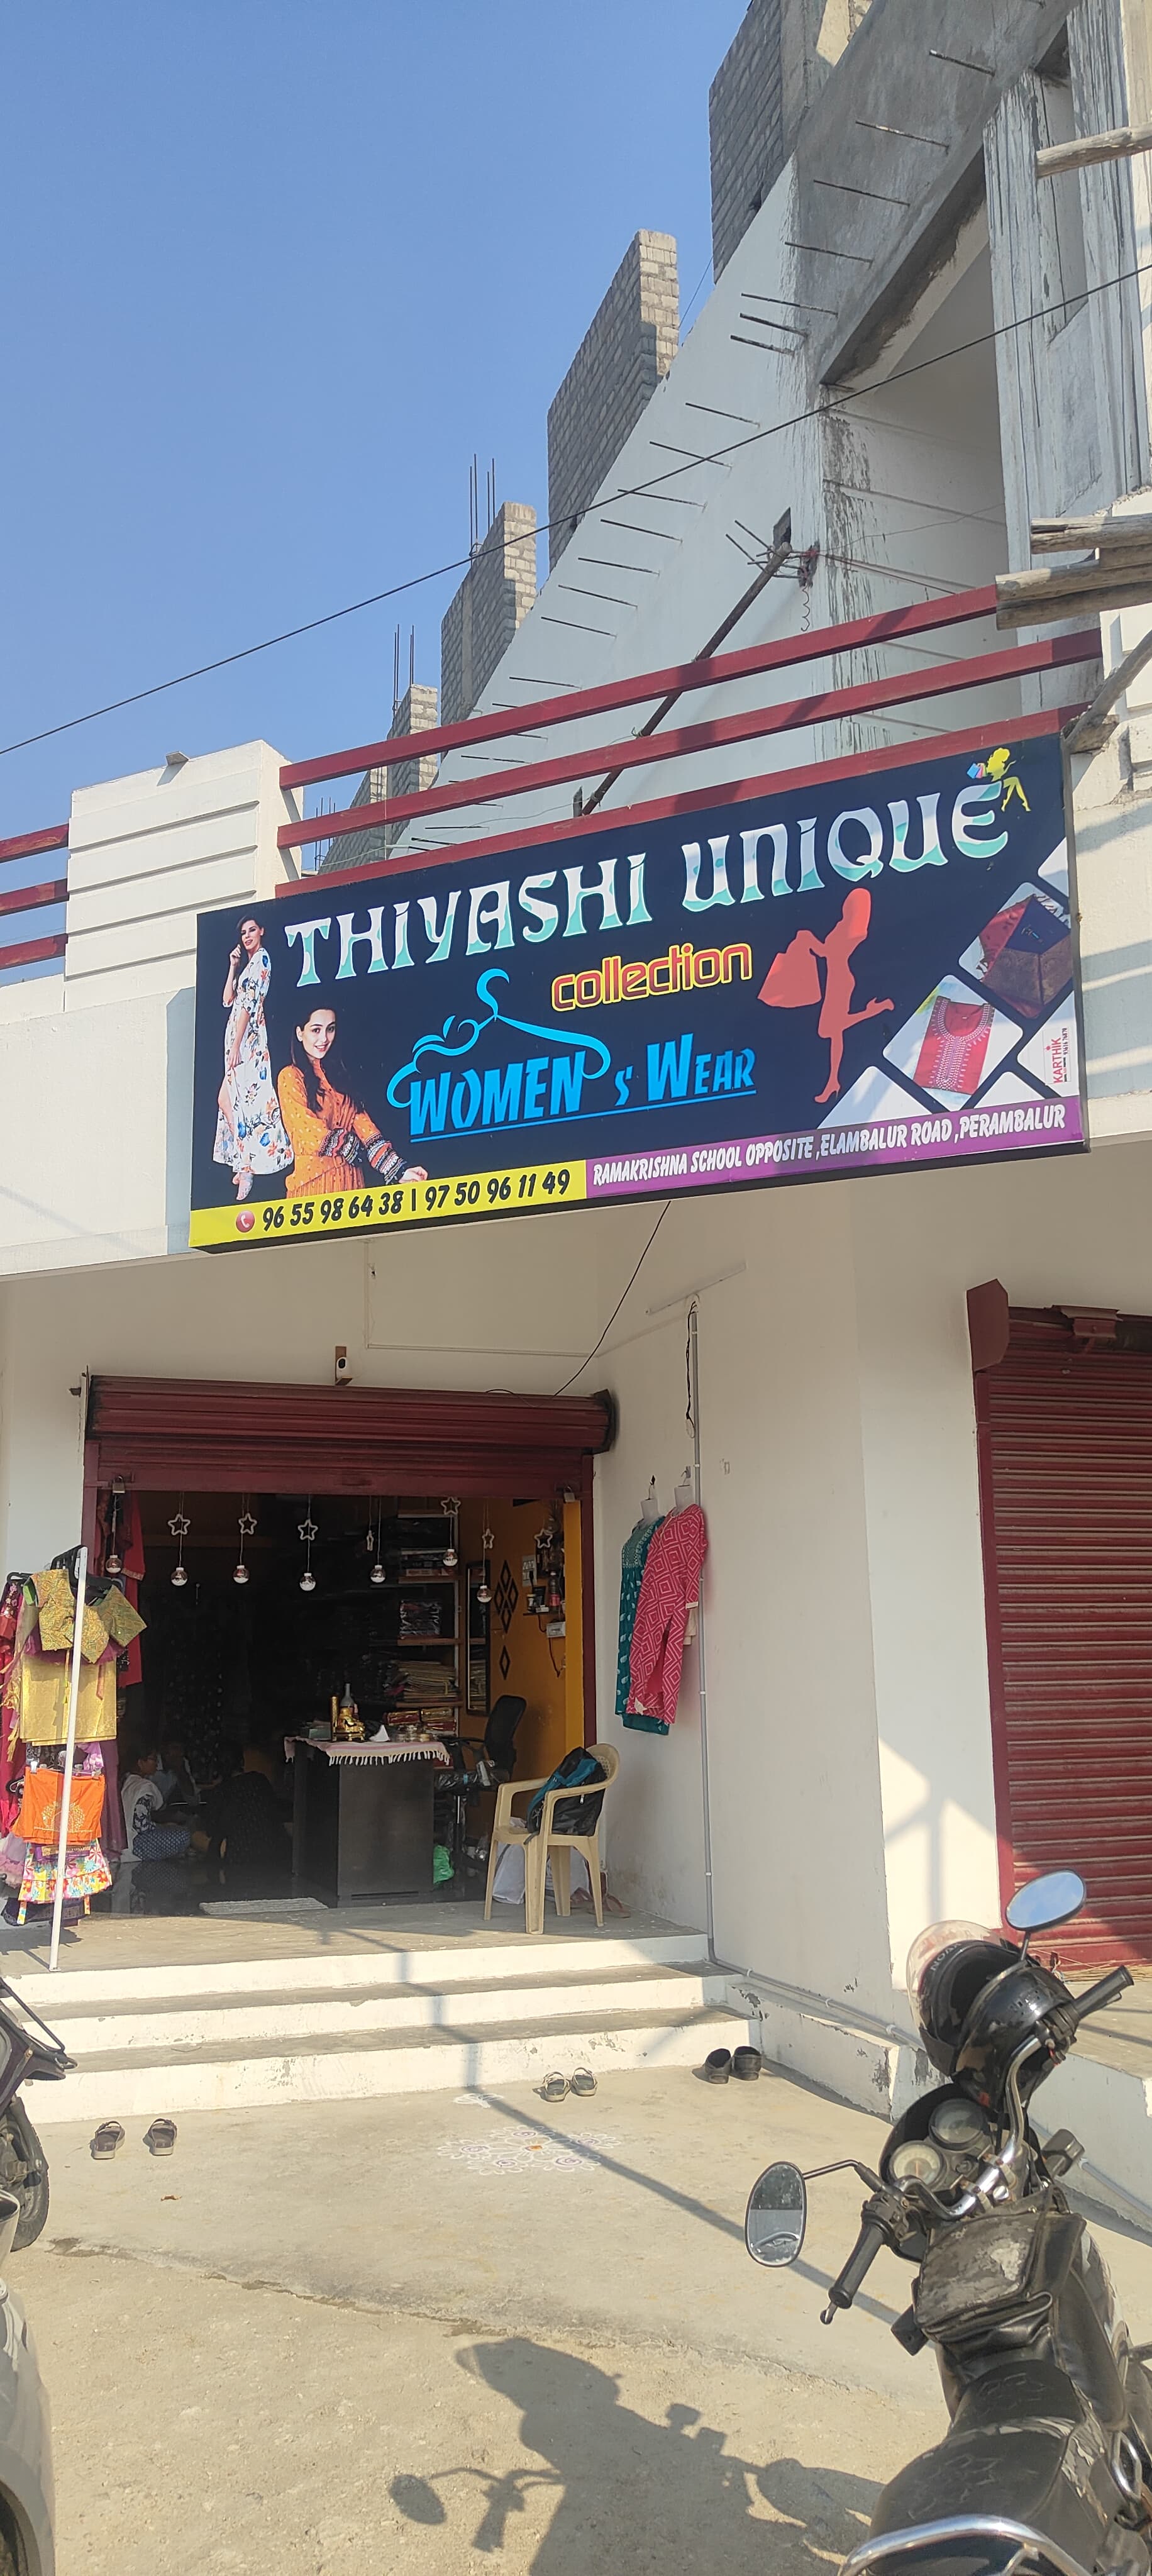 THIYASHI UNIQUE
collection
WOMEN'S WEAR
96 55 98 64 38 | 97 50 96 11 49
RAMAKRISHNA SCHOOL OPPOSITE ,ELAMBALUR ROAD ,PERAMBALUR
KARTHIK